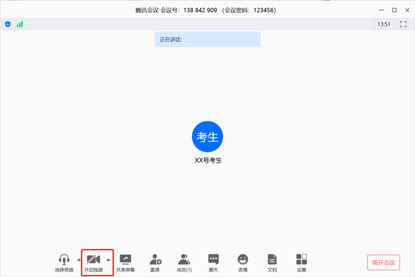 腾讯会议 会议号：138 842 909 （会议密码：123456）
13:51
正在讲话:
考生
XX号考生
选择音频 开启视频 共享屏幕 邀请 成员(1) 聊天 表情 文档 设置 离开会议